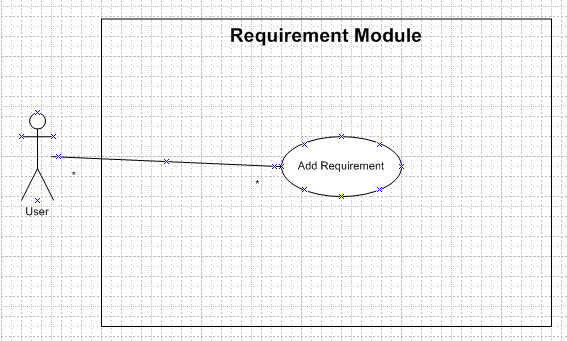 Requirement Module
Add Requirement
*
*
User